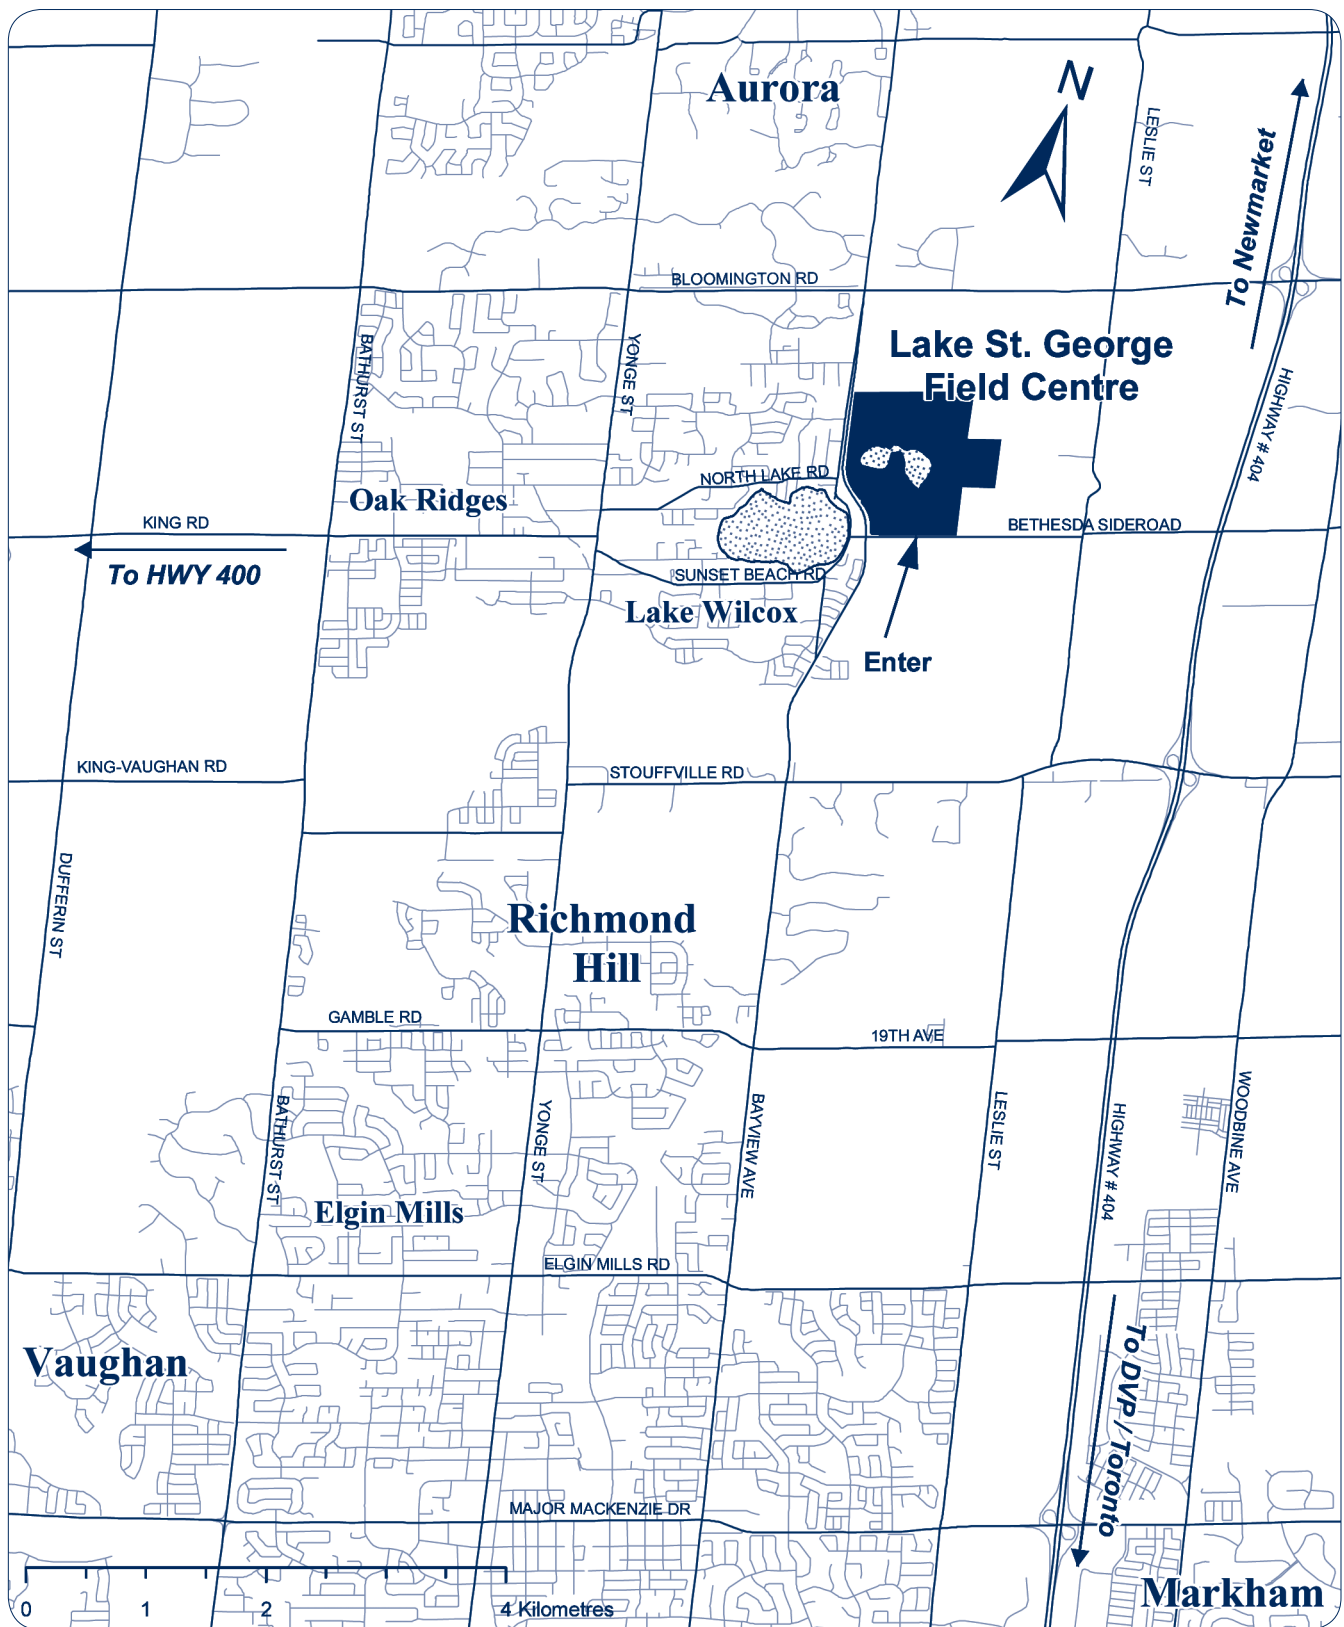 Aurora
N
LESLIE ST
To Newmarket
BLOOMINGTON RD
Lake St. George
Field Centre
BATHURST ST
YONGE ST
HIGHWAY # 404
NORTH LAKE RD
Oak Ridges
KING RD
BETHESDA SIDEROAD
To HWY 400
SUNSET BEACH RD
Lake Wilcox
Enter
KING-VAUGHAN RD
STOUFFVILLE RD
DUFFERIN ST
Richmond
Hill
GAMBLE RD
19TH AVE
BATHURST ST
YONGE ST
BAYVIEW AVE
LESLIE ST
HIGHWAY # 404
WOODBINE AVE
Elgin Mills
ELGIN MILLS RD
Vaughan
To DVP / Toronto
MAJOR MACKENZIE DR
Markham
0 1 2 4 Kilometres